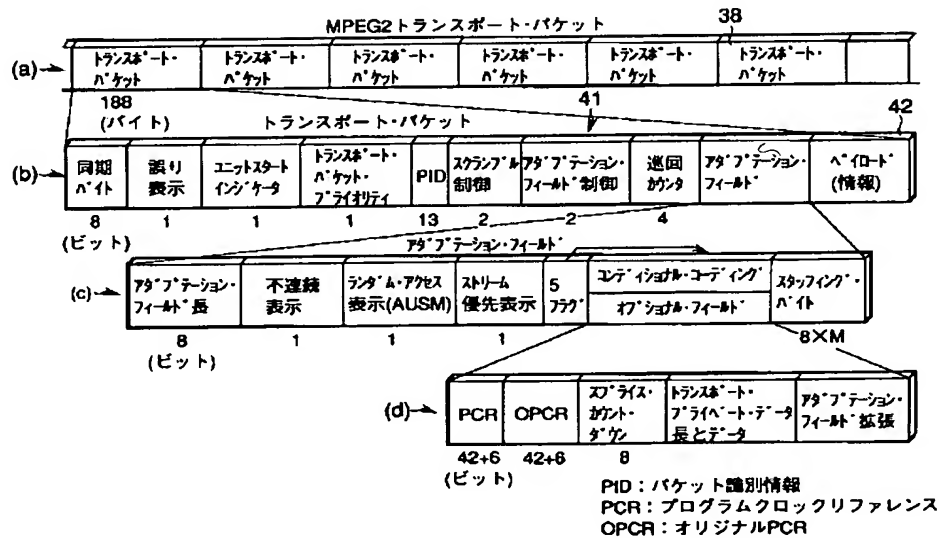 MPEG2トランスポート・パケット
38
(a)
トランスポート・パケット
トランスポート・パケット
トランスポート・パケット
トランスポート・パケット
トランスポート・パケット
トランスポート・パケット
188
(バイト)
トランスポート・パケット
41
42
(b)
同期バイト
誤り表示
ユニットスタートインジケータ
トランスポート・パケット・プライオリティ
PID
スクランブル制御
アダプテーション・フィールド制御
巡回カウンタ
アダプテーション・フィールド
ペイロード(情報)
8 1 1 1 13 2 2 4
(ビット)
アダプテーション・フィールド
(c)
アダプテーション・フィールド長
不連続表示
ランダム・アクセス表示(AUSM)
ストリーム優先表示
5フラグ
コンディショナル・コーディング
オプショナル・フィールド
スタッフィング・バイト
8 1 1 1 8×M
(ビット)
(d)
PCR
OPCR
スプライス・カウント・ダウン
トランスポート・プライベート・データ長とデータ
アダプテーション・フィールド拡張
42+6 42+6 8
(ビット)
PID：パケット識別情報
PCR：プログラムクロックリファレンス
OPCR：オリジナルPCR